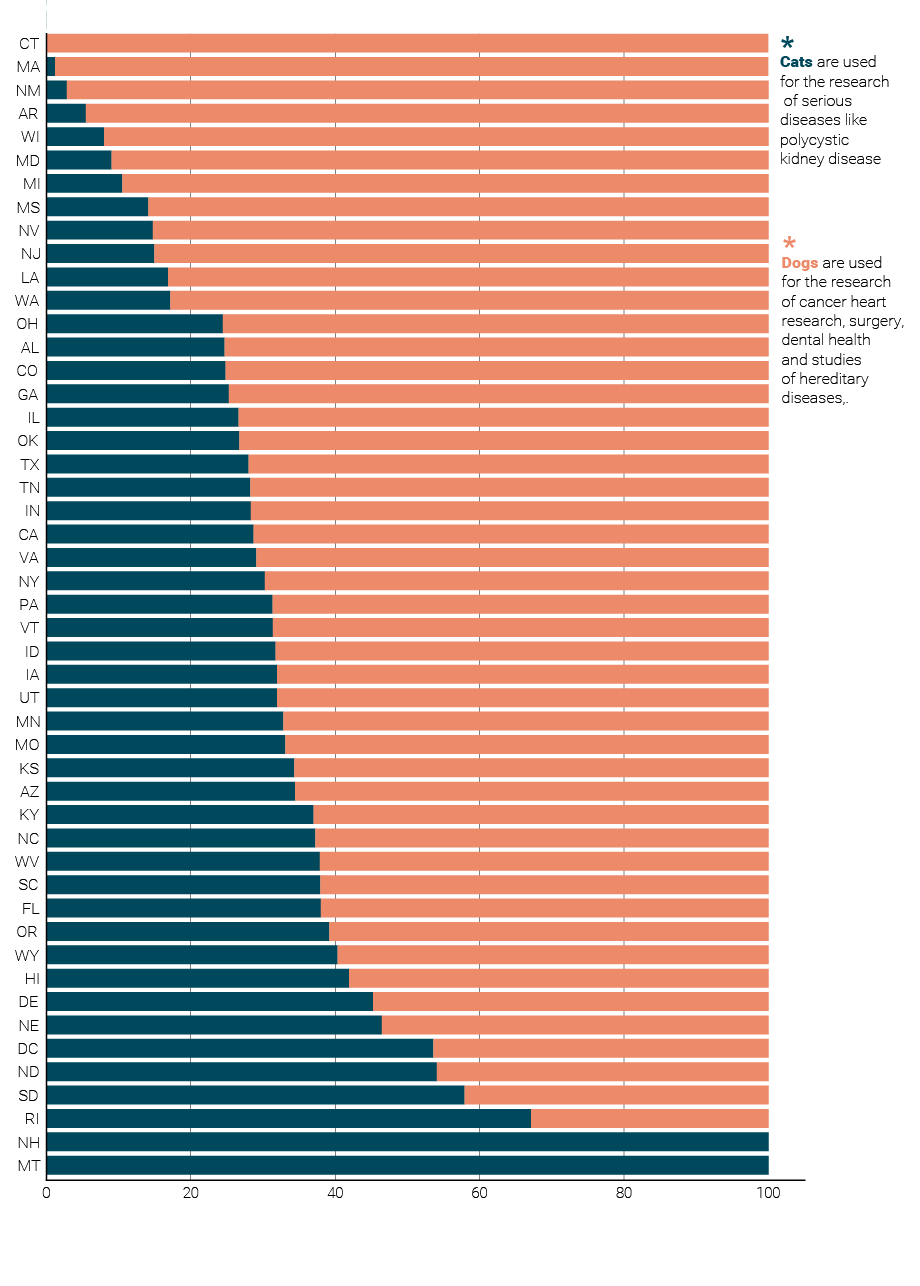 CT
MA
NM
AR
WI
MD
MI
MS
NV
NJ
LA
WA
OH
AL
CO
GA
IL
OK
TX
TN
IN
CA
VA
NY
PA
VT
ID
IA
UT
MN
MO
KS
AZ
KY
NC
WV
SC
FL
OR
WY
HI
DE
NE
DC
ND
SD
RI
NH
MT
0 20 40 60 80 100
*
Cats are used
for the research
of serious
diseases like
polycystic
kidney disease
*
Dogs are used
for the research
of cancer heart
research, surgery,
dental health
and studies
of hereditary
diseases,.